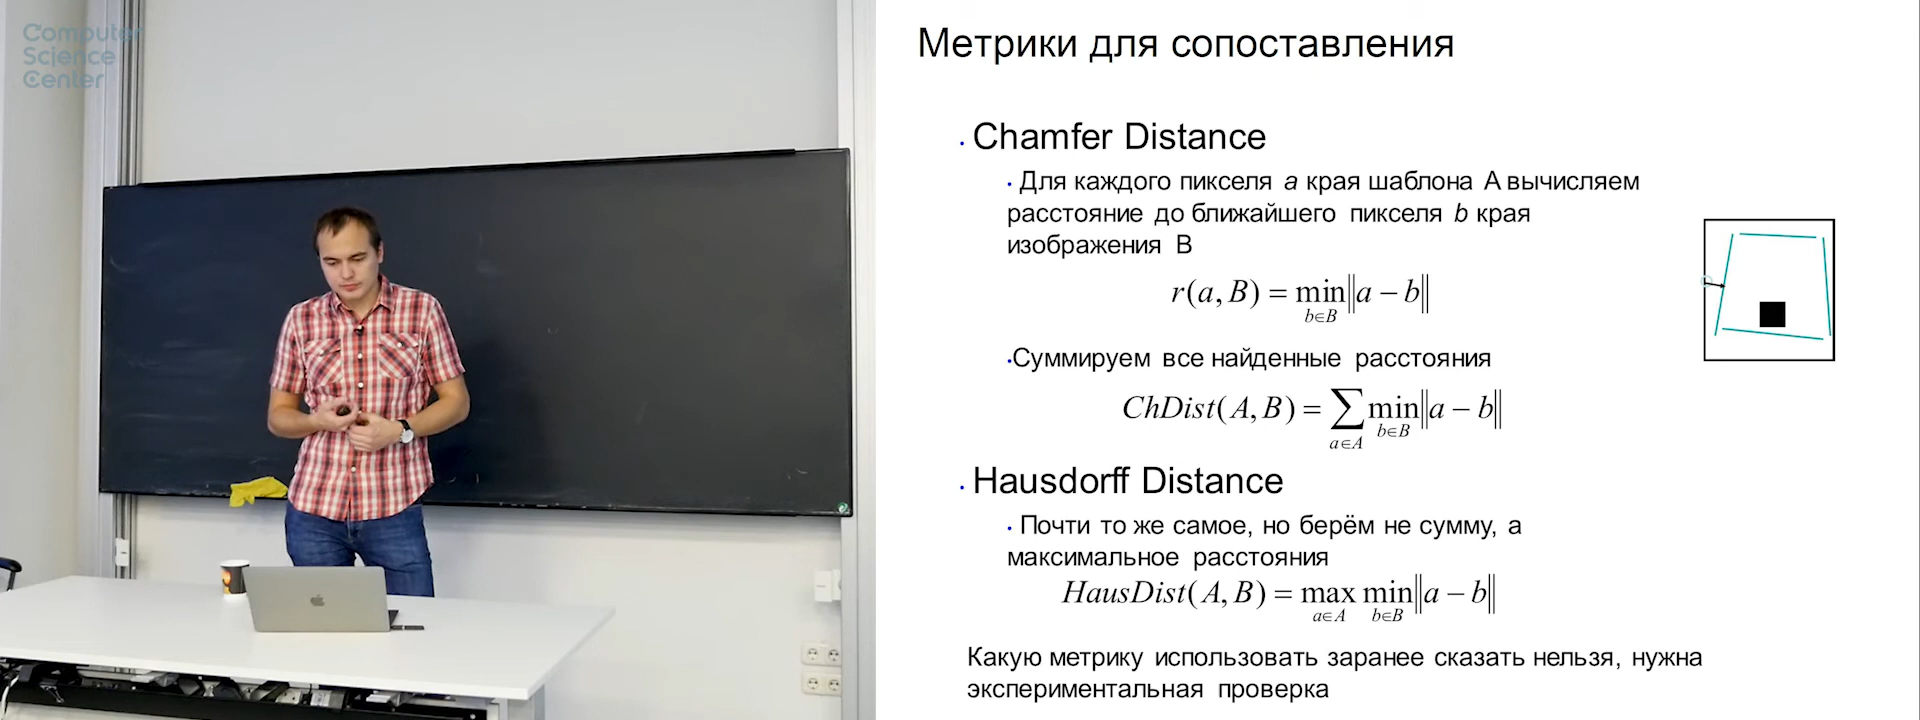 Computer
Science
Center
Метрики для сопоставления
· Chamfer Distance
· Для каждого пикселя a края шаблона A вычисляем
расстояние до ближайшего пикселя b края
изображения B
r(a, B) = min‖a − b‖
b∈B
·Суммируем все найденные расстояния
ChDist(A, B) = ∑ min‖a − b‖
a∈A b∈B
· Hausdorff Distance
· Почти то же самое, но берём не сумму, а
максимальное расстояния
HausDist(A, B) = max min‖a − b‖
a∈A b∈B
Какую метрику использовать заранее сказать нельзя, нужна
экспериментальная проверка